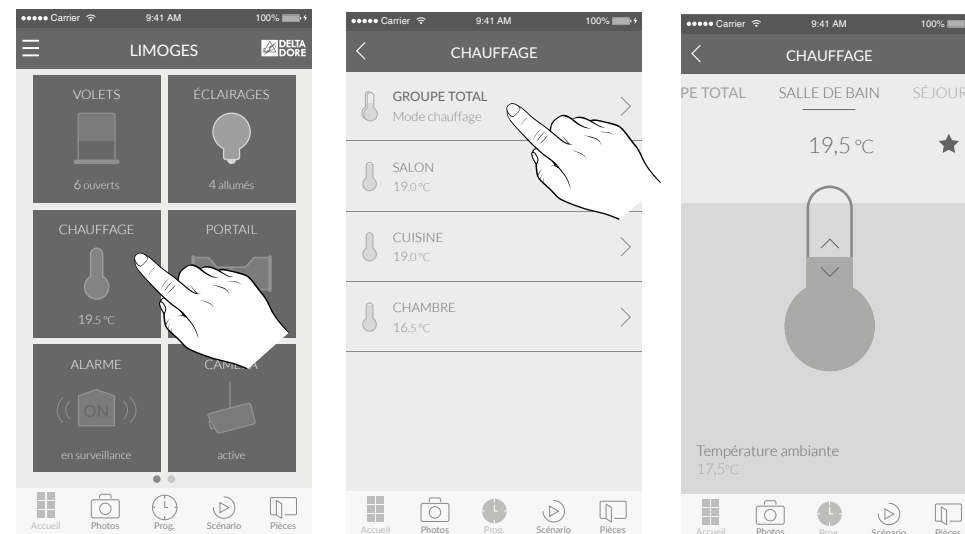 ●●●●● Carrier 9:41 AM 100%
LIMOGES
DELTA
DORE
VOLETS
6 ouverts
ÉCLAIRAGES
4 allumés
CHAUFFAGE
19.5 °C
PORTAIL
ALARME
((ON))
en surveillance
active
Accueil Photos Prog. Scénario Pièces
●●●●● Carrier 9:41 AM 100%
CHAUFFAGE
GROUPE TOTAL
Mode chauffage
SALON
19.0 °C
CUISINE
19.0 °C
CHAMBRE
16.5 °C
Accueil Photos Prog. Scénario Pièces
●●●●● Carrier 9:41 AM 100%
CHAUFFAGE
PE TOTAL SALLE DE BAIN SÉJOUR
19,5 °C
Température ambiante
17,5°C
Accueil Photos Prog. Scénario Pièces